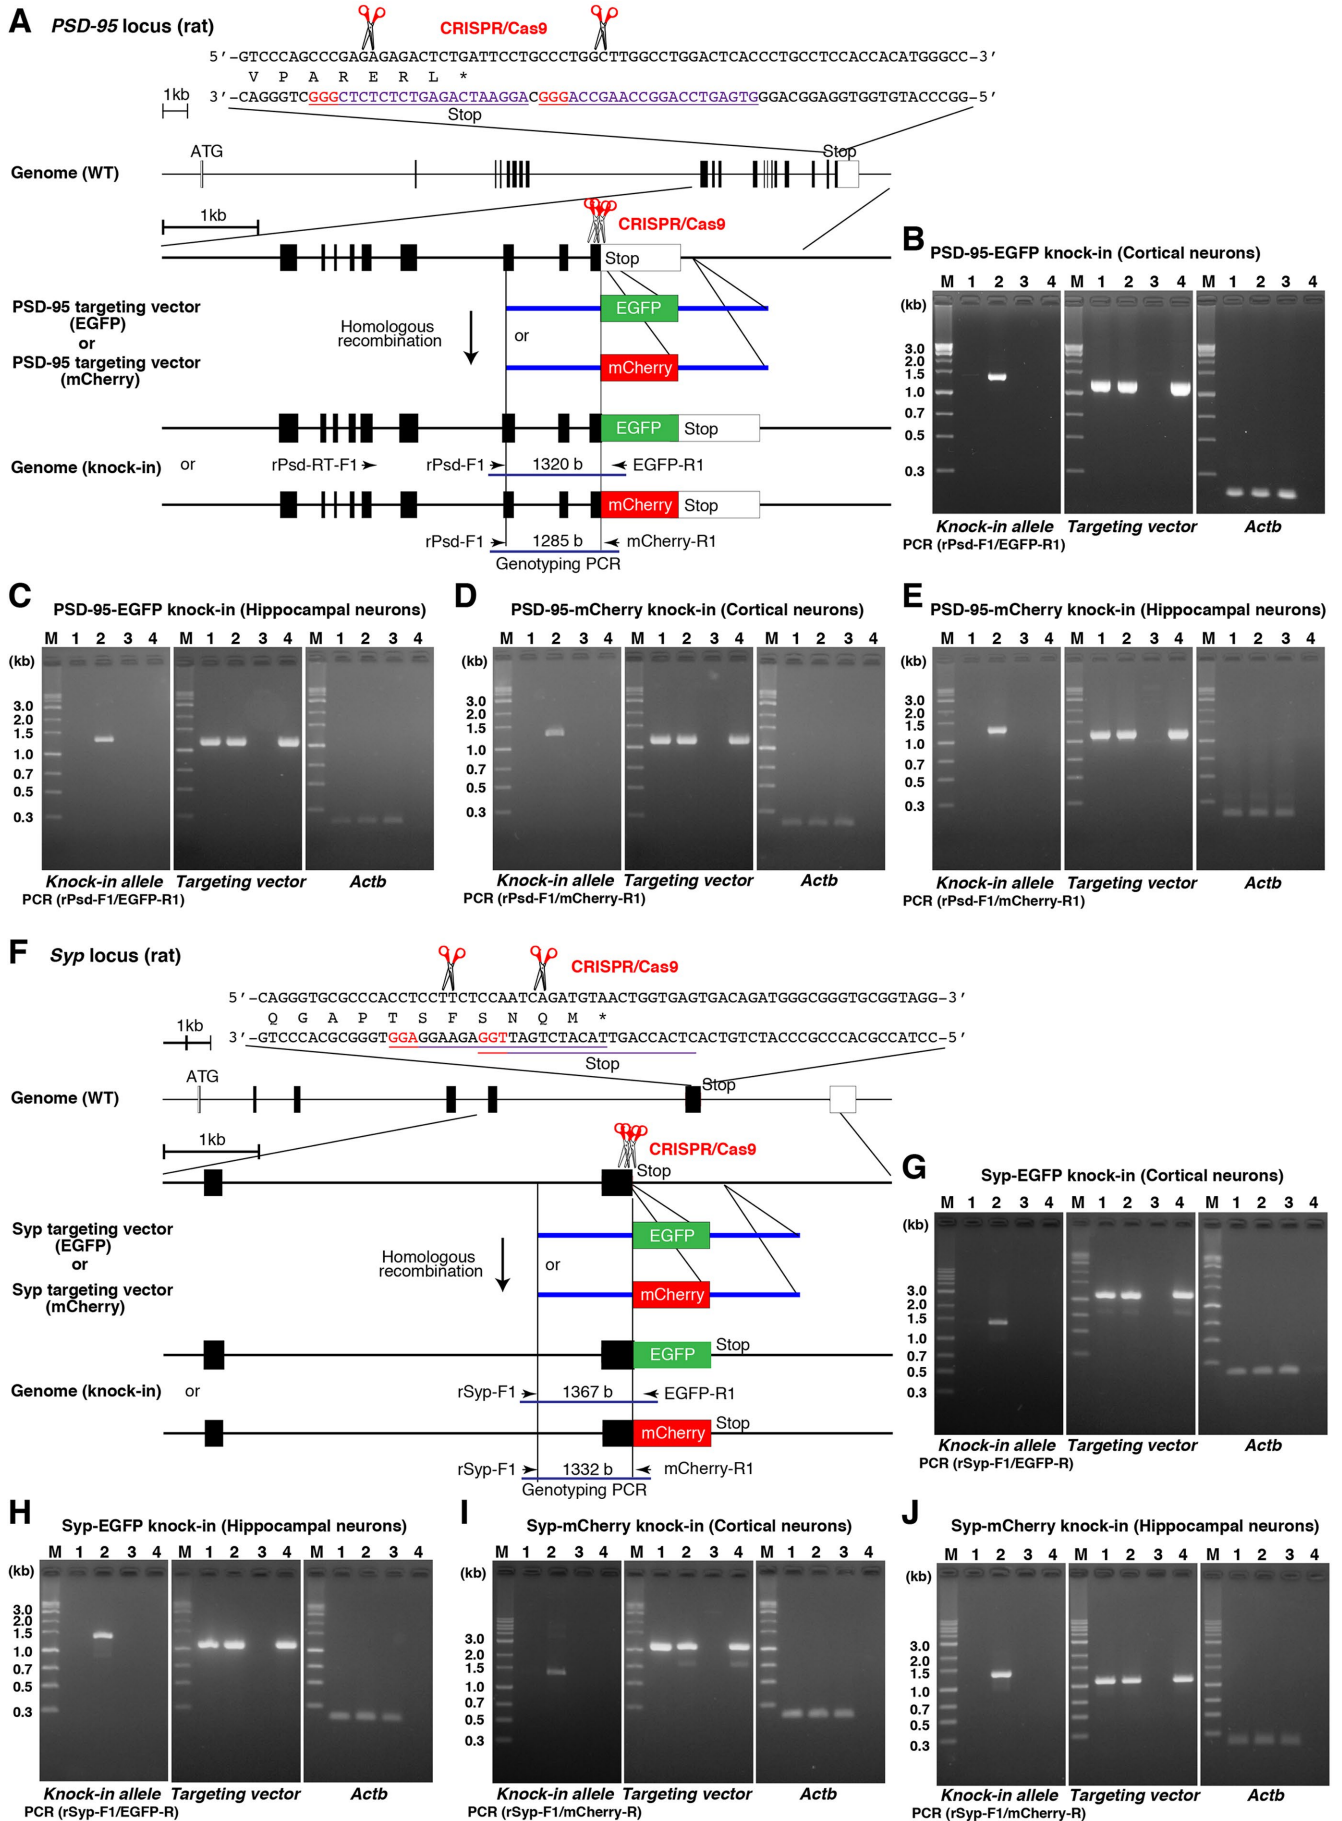 A PSD-95 locus (rat)
CRISPR/Cas9
5′-GTCCCAGCCCGAGAGAGACTCTGATTCCTGCCCTGGCTTGGCCTGGACTCACCCTGCCTCCACCACATGGGCC-3′
V P A R E R L *
1kb
3′-CAGGGTCGGGCTCTCTCTGAGACTAAGGACGGGACCGAACCGGACCTGAGTGGGACGGAGGTGGTGTACCCGG-5′
Stop
ATG Stop
Genome (WT)
1kb CRISPR/Cas9
Stop
PSD-95 targeting vector
(EGFP)
or
PSD-95 targeting vector
(mCherry)
Homologous
recombination
or
EGFP
mCherry
EGFP Stop
Genome (knock-in) or rPsd-RT-F1 rPsd-F1 1320 b EGFP-R1
mCherry Stop
rPsd-F1 1285 b mCherry-R1
Genotyping PCR
B PSD-95-EGFP knock-in (Cortical neurons)
M 1 2 3 4 M 1 2 3 4 M 1 2 3 4
(kb)
3.0
2.0
1.5
1.0
0.7
0.5
0.3
Knock-in allele Targeting vector Actb
PCR (rPsd-F1/EGFP-R1)
C PSD-95-EGFP knock-in (Hippocampal neurons)
M 1 2 3 4 M 1 2 3 4 M 1 2 3 4
(kb)
3.0
2.0
1.5
1.0
0.7
0.5
0.3
Knock-in allele Targeting vector Actb
PCR (rPsd-F1/EGFP-R1)
D PSD-95-mCherry knock-in (Cortical neurons)
M 1 2 3 4 M 1 2 3 4 M 1 2 3 4
(kb)
3.0
2.0
1.5
1.0
0.7
0.5
0.3
Knock-in allele Targeting vector Actb
PCR (rPsd-F1/mCherry-R1)
E PSD-95-mCherry knock-in (Hippocampal neurons)
M 1 2 3 4 M 1 2 3 4 M 1 2 3 4
(kb)
3.0
2.0
1.5
1.0
0.7
0.5
0.3
Knock-in allele Targeting vector Actb
PCR (rPsd-F1/mCherry-R1)
F Syp locus (rat)
CRISPR/Cas9
5′-CAGGGTGCGCCCACCTCCTTCTCCAATCAGATGTAACTGGTGAGTGACAGATGGGCGGGTGCGGTAGG-3′
Q G A P T S F S N Q M *
1kb
3′-GTCCCACGCGGGTGGAGGAAGAGGTTAGTCTACATTGACCACTCACTGTCTACCCGCCCACGCCATCC-5′
Stop
ATG Stop
Genome (WT)
1kb CRISPR/Cas9
Stop
Syp targeting vector
(EGFP)
or
Syp targeting vector
(mCherry)
Homologous
recombination
or
EGFP
mCherry
EGFP Stop
Genome (knock-in) or rSyp-F1 1367 b EGFP-R1
mCherry Stop
rSyp-F1 1332 b mCherry-R1
Genotyping PCR
G Syp-EGFP knock-in (Cortical neurons)
M 1 2 3 4 M 1 2 3 4 M 1 2 3 4
(kb)
3.0
2.0
1.5
1.0
0.7
0.5
0.3
Knock-in allele Targeting vector Actb
PCR (rSyp-F1/EGFP-R)
H Syp-EGFP knock-in (Hippocampal neurons)
M 1 2 3 4 M 1 2 3 4 M 1 2 3 4
(kb)
3.0
2.0
1.5
1.0
0.7
0.5
0.3
Knock-in allele Targeting vector Actb
PCR (rSyp-F1/EGFP-R)
I Syp-mCherry knock-in (Cortical neurons)
M 1 2 3 4 M 1 2 3 4 M 1 2 3 4
(kb)
3.0
2.0
1.5
1.0
0.7
0.5
0.3
Knock-in allele Targeting vector Actb
PCR (rSyp-F1/mCherry-R)
J Syp-mCherry knock-in (Hippocampal neurons)
M 1 2 3 4 M 1 2 3 4 M 1 2 3 4
(kb)
3.0
2.0
1.5
1.0
0.7
0.5
0.3
Knock-in allele Targeting vector Actb
PCR (rSyp-F1/mCherry-R)